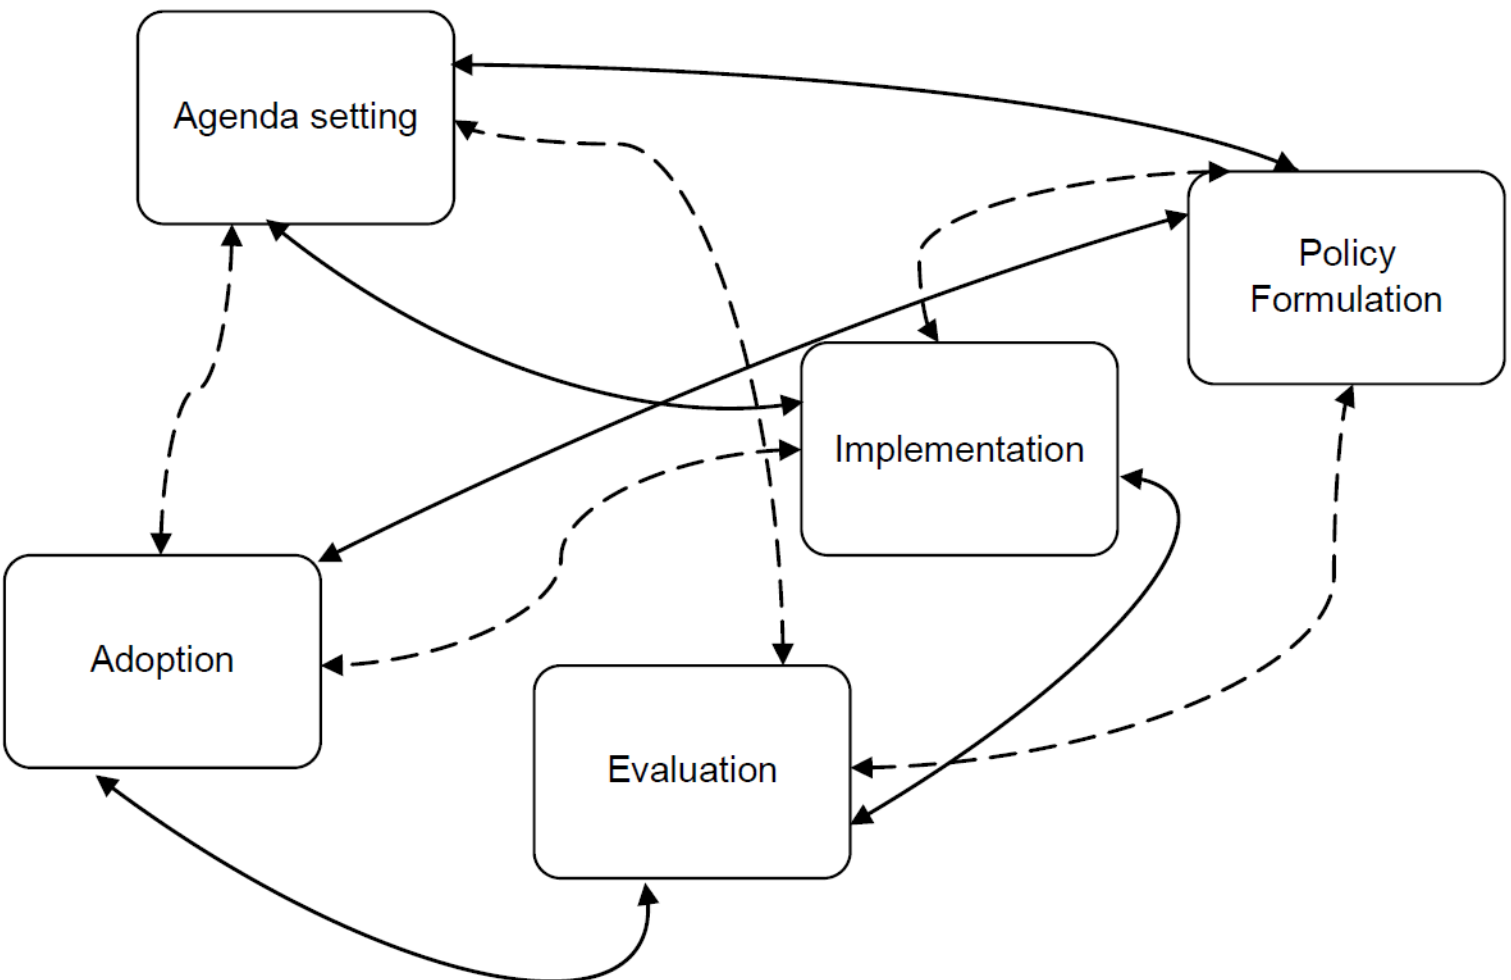 Agenda setting
Policy
Formulation
Implementation
Adoption
Evaluation